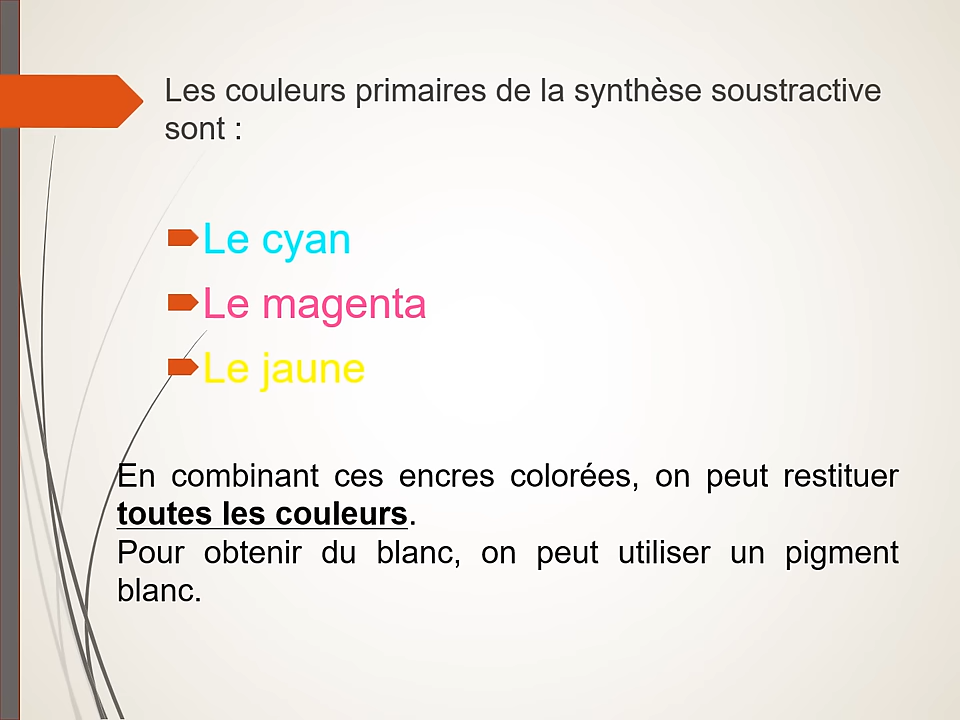 Les couleurs primaires de la synthèse soustractive
sont :
Le cyan
Le magenta
Le jaune
En combinant ces encres colorées, on peut restituer
toutes les couleurs.
Pour obtenir du blanc, on peut utiliser un pigment
blanc.